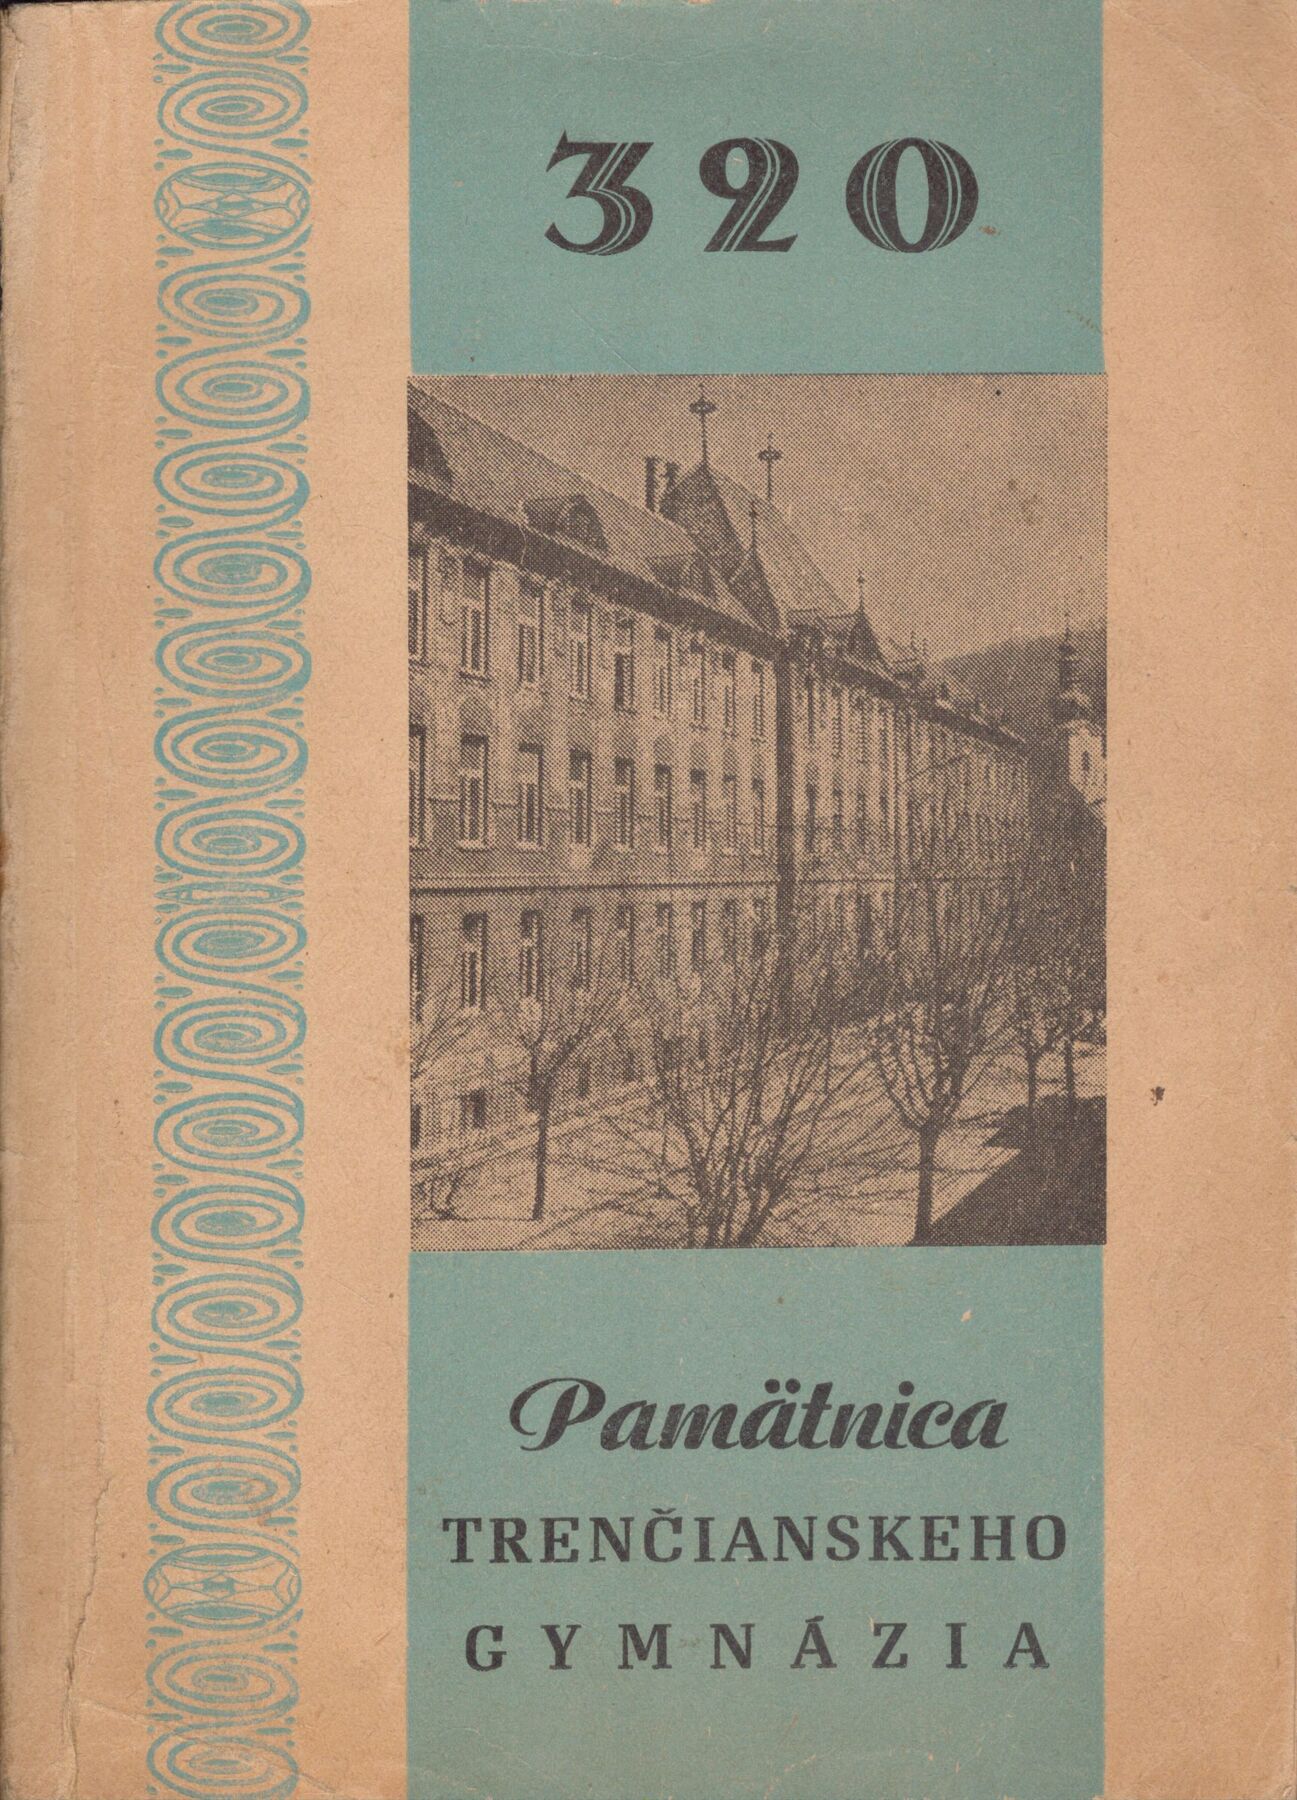 320
Pamätnica
TRENČIANSKEHO
GYMNÁZIA